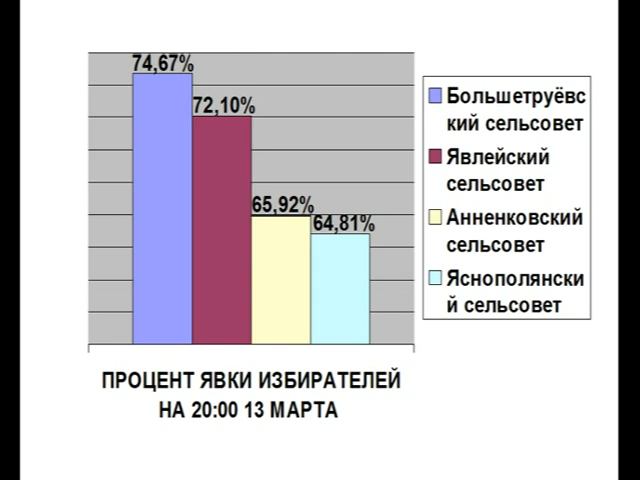 74,67%
72,10%
65,92%
64,81%
Большетруёвс
кий сельсовет
Явлейский
сельсовет
Анненковский
сельсовет
Яснополянски
й сельсовет
ПРОЦЕНТ ЯВКИ ИЗБИРАТЕЛЕЙ
НА 20:00 13 МАРТА